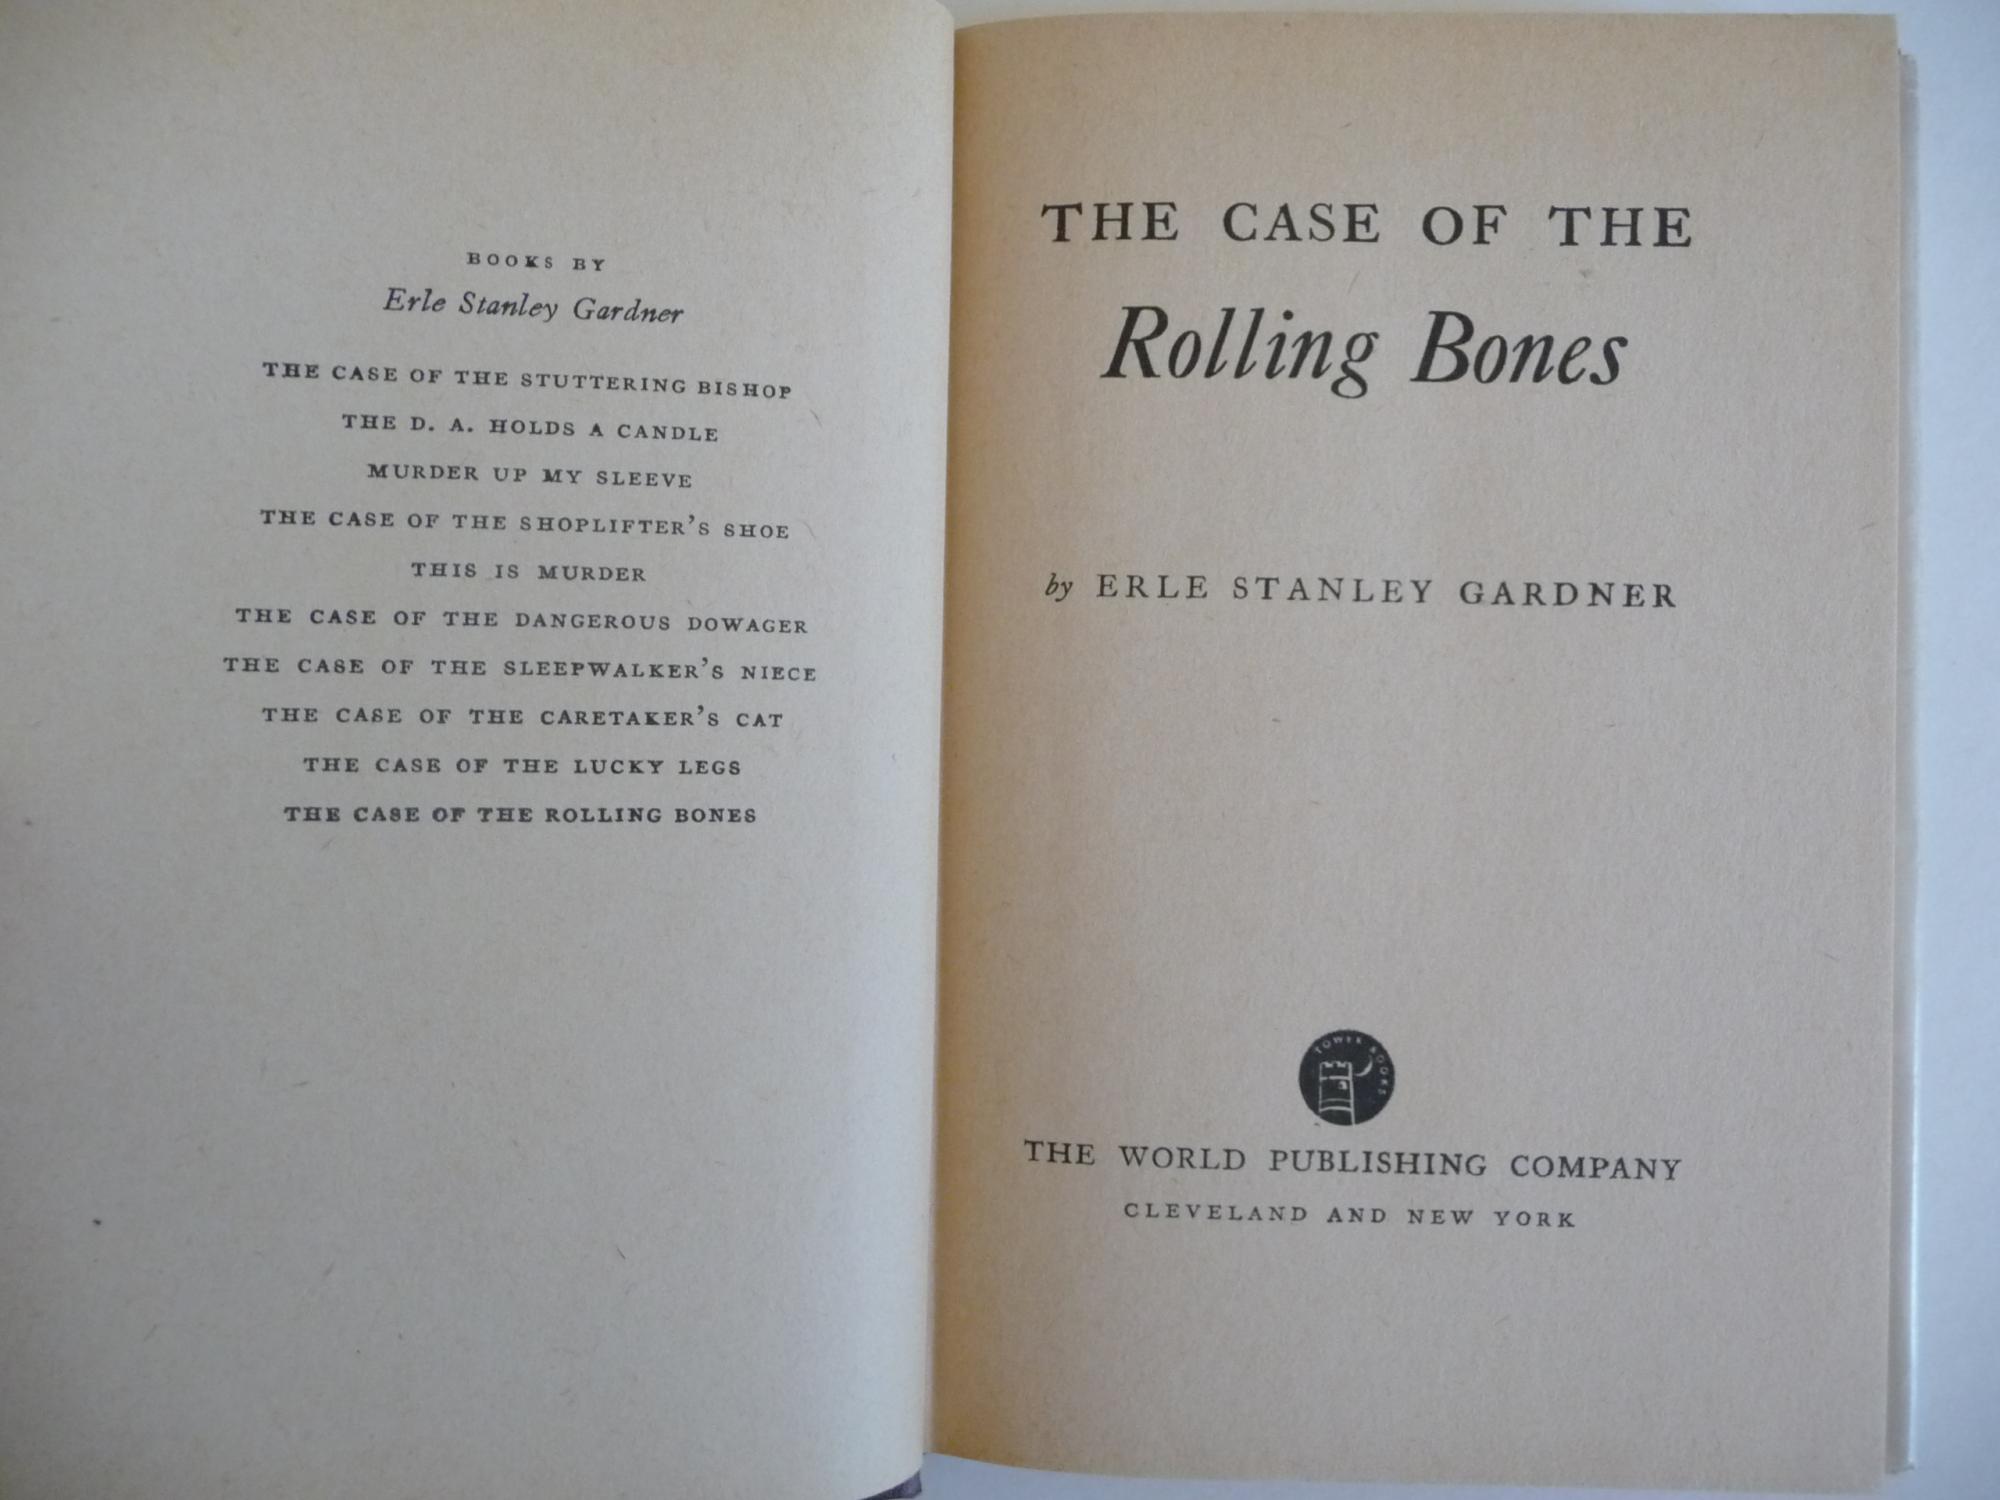 BOOKS BY
Erle Stanley Gardner
THE CASE OF THE STUTTERING BISHOP
THE D. A. HOLDS A CANDLE
MURDER UP MY SLEEVE
THE CASE OF THE SHOPLIFTER'S SHOE
THIS IS MURDER
THE CASE OF THE DANGEROUS DOWAGER
THE CASE OF THE SLEEPWALKER'S NIECE
THE CASE OF THE CARETAKER'S CAT
THE CASE OF THE LUCKY LEGS
THE CASE OF THE ROLLING BONES
THE CASE OF THE
Rolling Bones
by ERLE STANLEY GARDNER
TOWER BOOKS
THE WORLD PUBLISHING COMPANY
CLEVELAND AND NEW YORK